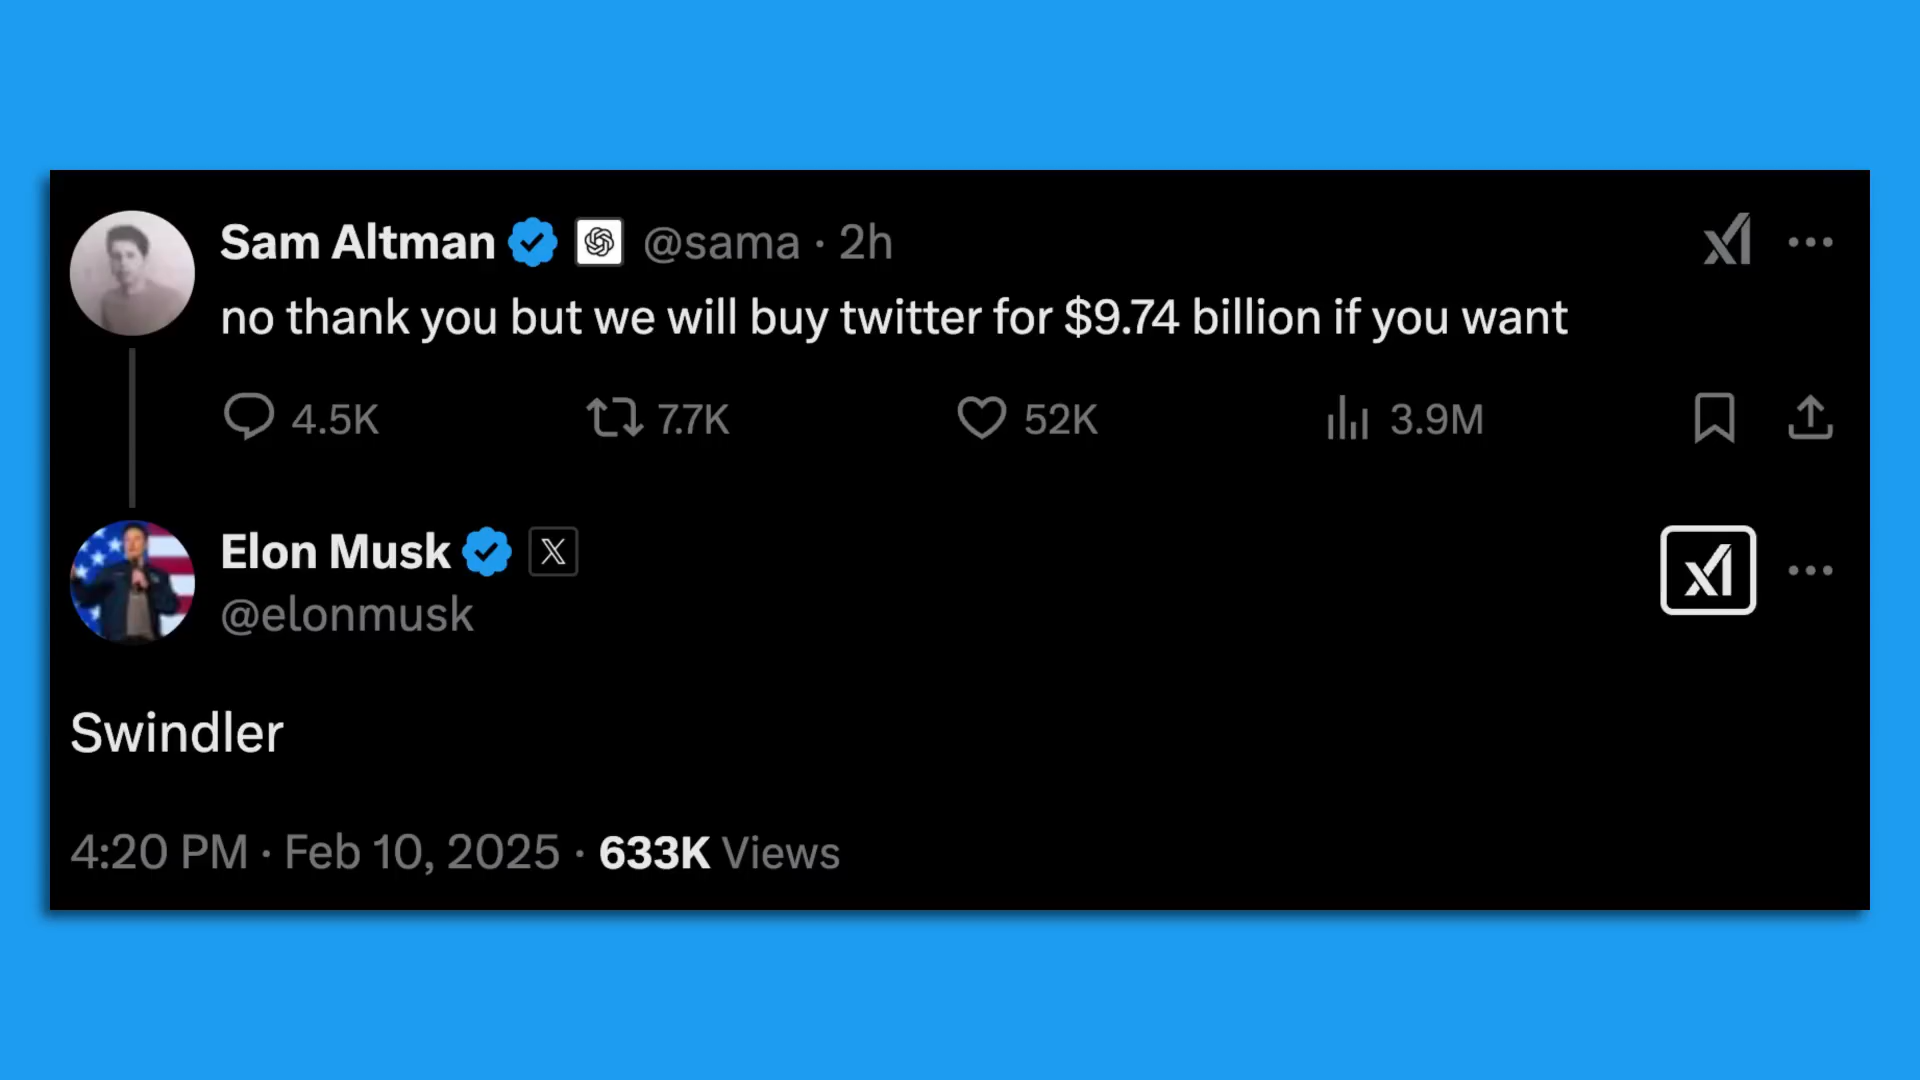 Sam Altman @sama · 2h
no thank you but we will buy twitter for $9.74 billion if you want
4.5K 7.7K 52K 3.9M
Elon Musk X
@elonmusk
Swindler
4:20 PM · Feb 10, 2025 · 633K Views